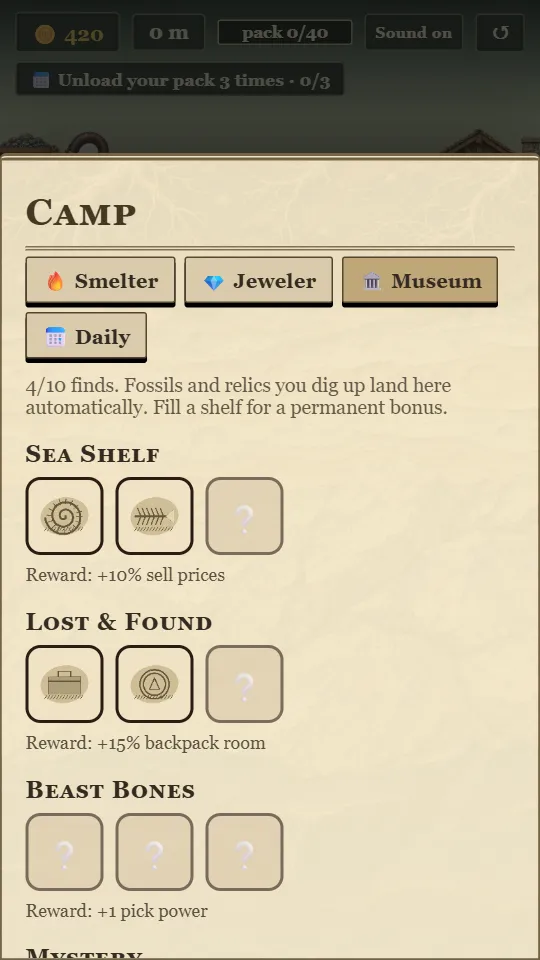 420
0 m
pack 0/40
Sound on
Unload your pack 3 times · 0/3
Camp
Smelter
Jeweler
Museum
Daily
4/10 finds. Fossils and relics you dig up land here
automatically. Fill a shelf for a permanent bonus.
Sea Shelf
?
Reward: +10% sell prices
Lost & Found
?
Reward: +15% backpack room
Beast Bones
? ? ?
Reward: +1 pick power
Mystery